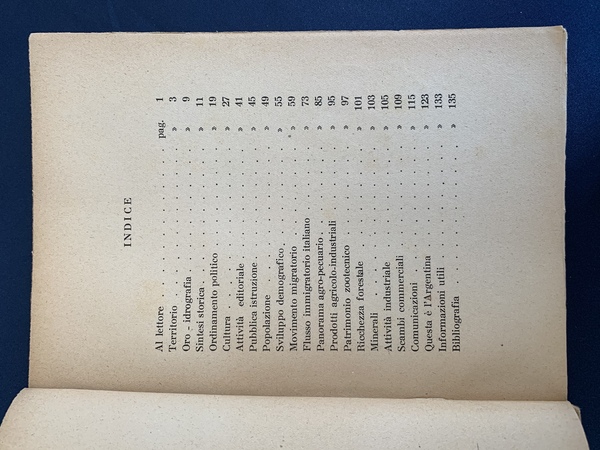 INDICE
Al lettore . . . . . . . . . . . . pag. 1
Territorio . . . . . . . . . . . . » 3
Oro - idrografia . . . . . . . . . . » 9
Sintesi storica . . . . . . . . . . . » 11
Ordinamento politico . . . . . . . . » 19
Cultura . . . . . . . . . . . . . » 27
Attività editoriale . . . . . . . . . » 41
Pubblica istruzione . . . . . . . . . » 45
Popolazione . . . . . . . . . . . » 49
Sviluppo demografico . . . . . . . . » 55
Movimento migratorio . . . . . . . . » 59
Flusso immigratorio italiano . . . . . . » 73
Panorama agro-pecuario . . . . . . . . » 85
Prodotti agricolo-industriali . . . . . . » 95
Patrimonio zootecnico . . . . . . . . » 97
Ricchezza forestale . . . . . . . . . » 101
Minerali . . . . . . . . . . . . » 103
Attività industriale . . . . . . . . . » 105
Scambi commerciali . . . . . . . . . » 109
Comunicazioni . . . . . . . . . . . » 115
Questa è l'Argentina . . . . . . . . » 123
Informazioni utili . . . . . . . . . » 133
Bibliografia . . . . . . . . . . . » 135